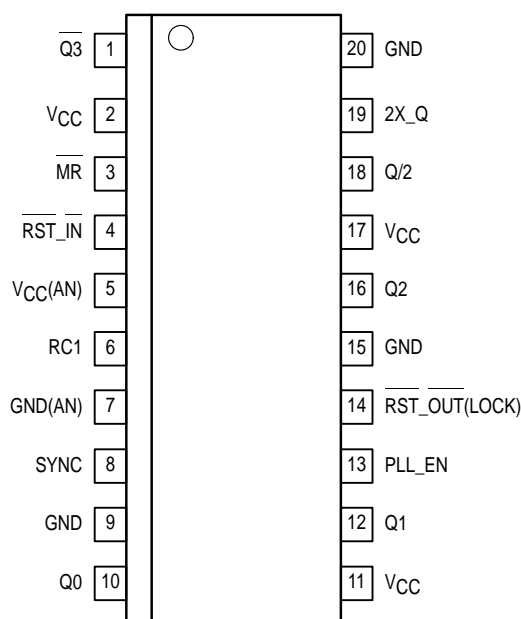 Q3 1 20 GND
VCC 2 19 2X_Q
MR 3 18 Q/2
RST_IN 4 17 VCC
VCC(AN) 5 16 Q2
RC1 6 15 GND
GND(AN) 7 14 RST_OUT(LOCK)
SYNC 8 13 PLL_EN
GND 9 12 Q1
Q0 10 11 VCC